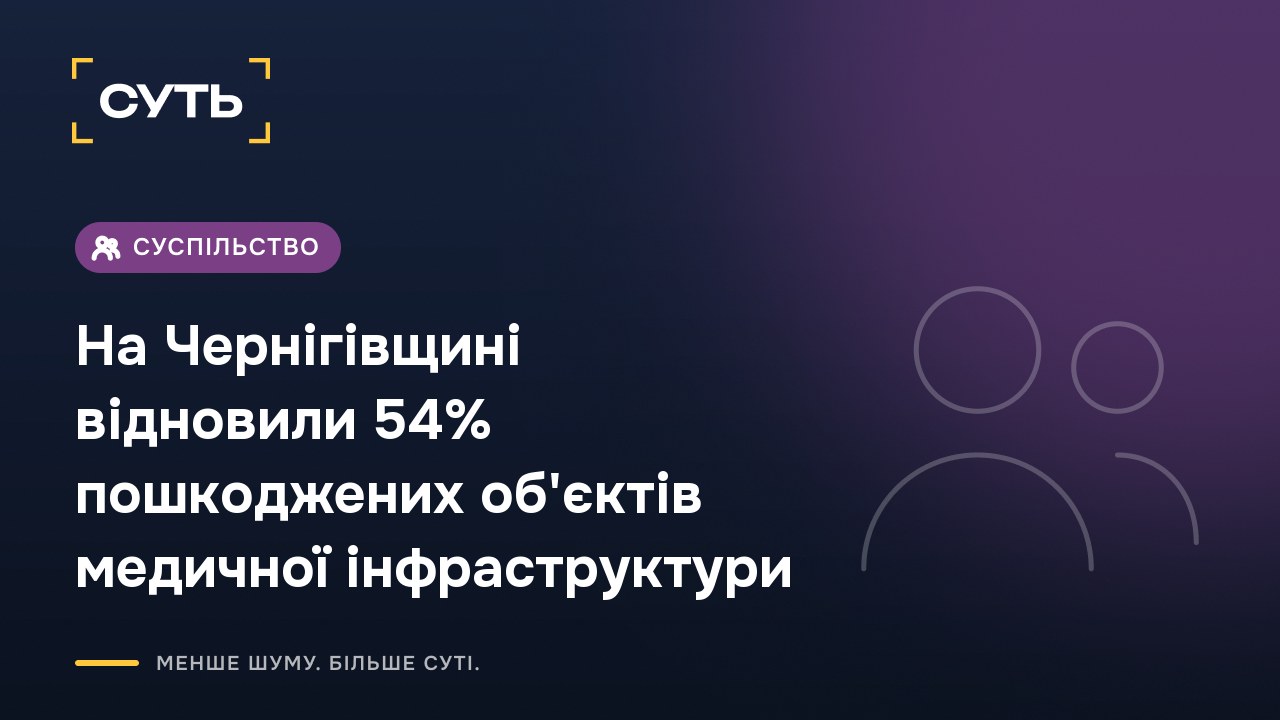 СУТЬ
СУСПІЛЬСТВО
На Чернігівщині
відновили 54%
пошкоджених об'єктів
медичної інфраструктури
МЕНШЕ ШУМУ. БІЛЬШЕ СУТІ.